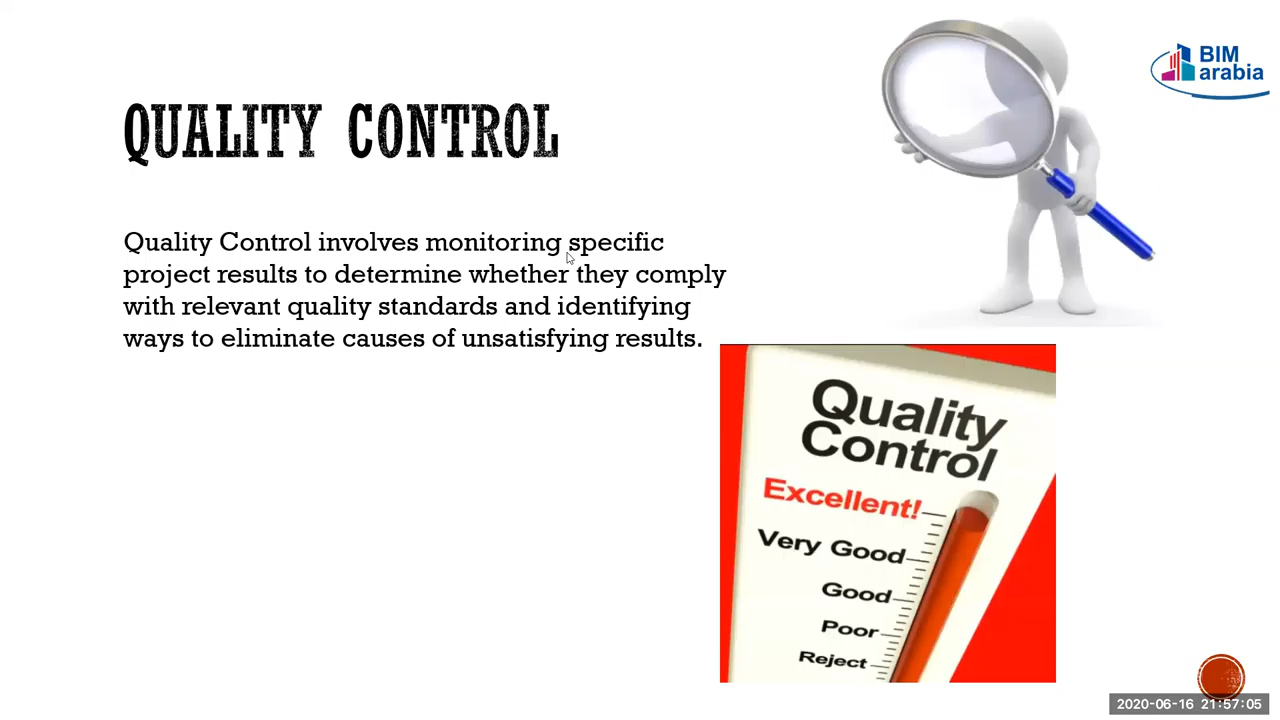 BIM
arabia
QUALITY CONTROL
Quality Control involves monitoring specific
project results to determine whether they comply
with relevant quality standards and identifying
ways to eliminate causes of unsatisfying results.
Quality
Control
Excellent!
Very Good
Good
Poor
Reject
2020-06-16 21:57:05